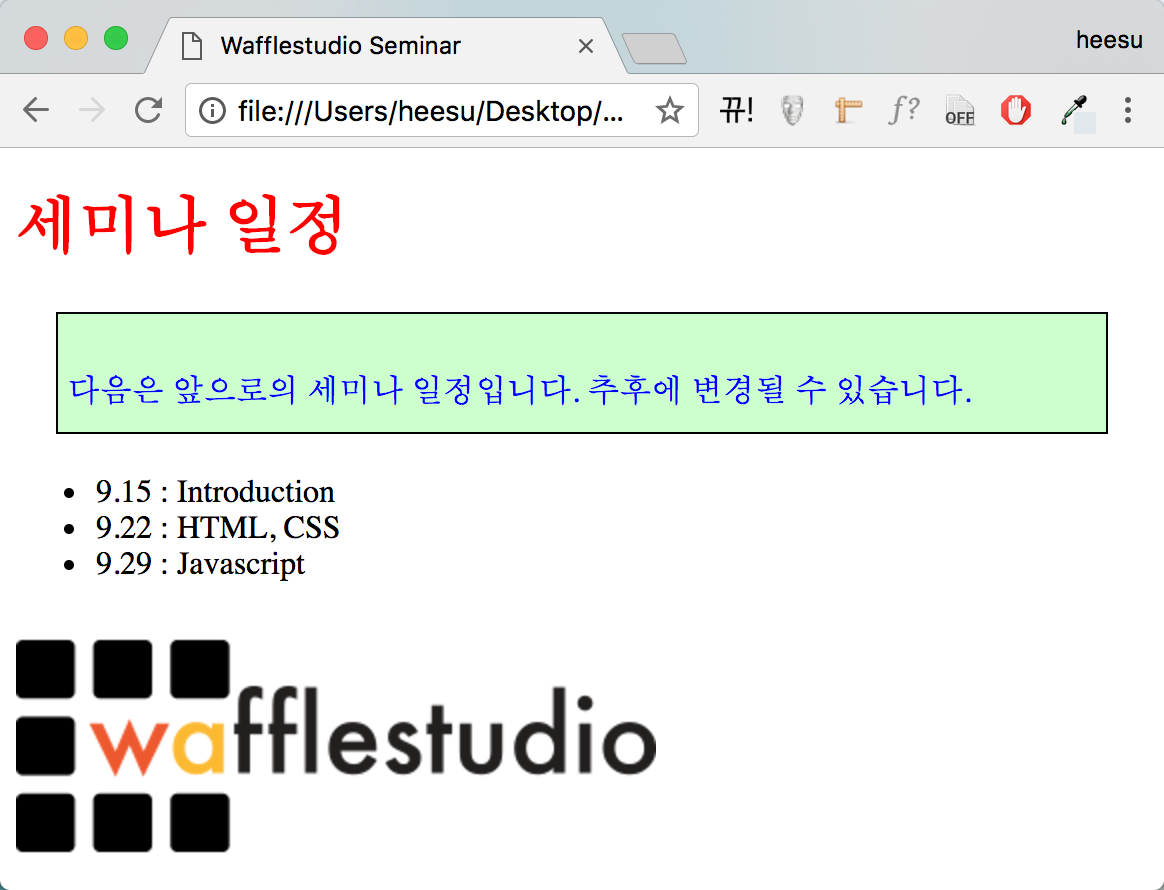 Wafflestudio Seminar
heesu
file:///Users/heesu/Desktop/...
뀨!
f?
OFF
세미나 일정
다음은 앞으로의 세미나 일정입니다. 추후에 변경될 수 있습니다.
9.15 : Introduction
9.22 : HTML, CSS
9.29 : Javascript
wafflestudio